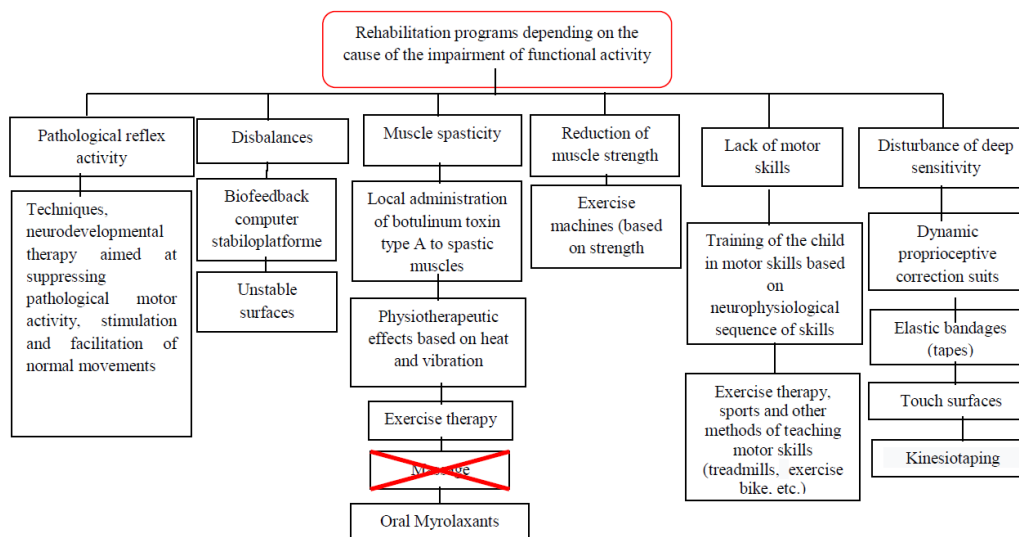 Rehabilitation programs depending on the
cause of the impairment of functional activity
Pathological reflex
activity
Techniques,
neurodevelopmental
therapy aimed at
suppressing
pathological motor
activity, stimulation
and facilitation of
normal movements
Disbalances
Biofeedback
computer
stabiloplatforme
Unstable
surfaces
Muscle spasticity
Local administration
of botulinum toxin
type A to spastic
muscles
Physiotherapeutic
effects based on heat
and vibration
Exercise therapy
Massage
Oral Myrolaxants
Reduction of
muscle strength
Exercise
machines (based
on strength
Lack of motor
skills
Training of the child
in motor skills based
on
neurophysiological
sequence of skills
Exercise therapy,
sports and other
methods of teaching
motor skills
(treadmills, exercise
bike, etc.)
Disturbance of deep
sensitivity
Dynamic
proprioceptive
correction suits
Elastic bandages
(tapes)
Touch surfaces
Kinesiotaping